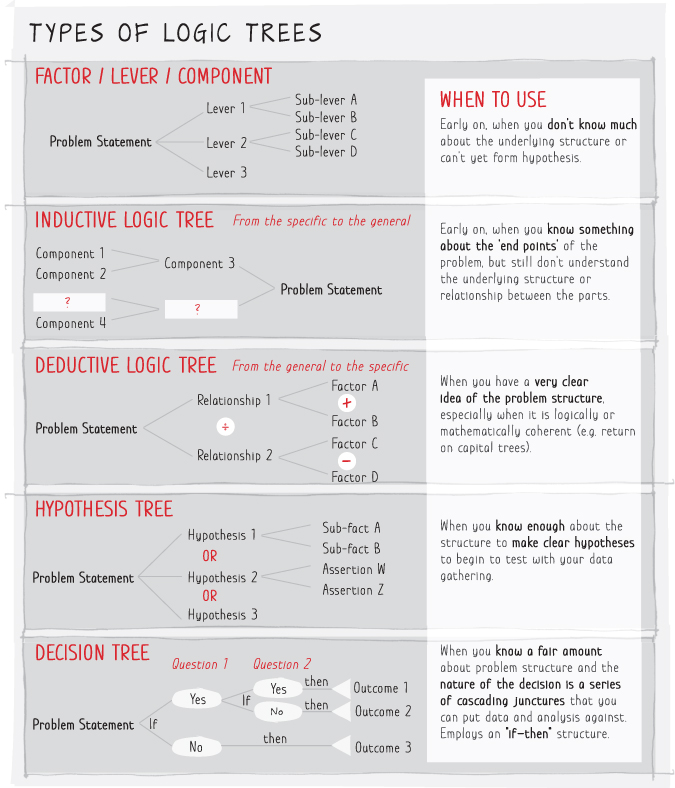 TYPES OF LOGIC TREES
FACTOR / LEVER / COMPONENT
Problem Statement
Lever 1
Lever 2
Lever 3
Sub-lever A
Sub-lever B
Sub-lever C
Sub-lever D
WHEN TO USE
Early on, when you don't know much
about the underlying structure or
can't yet form hypothesis.
INDUCTIVE LOGIC TREE
From the specific to the general
Component 1
Component 2
?
Component 4
Component 3
?
Problem Statement
Early on, when you know something
about the 'end points' of the
problem, but still don't understand
the underlying structure or
relationship between the parts.
DEDUCTIVE LOGIC TREE
From the general to the specific
Problem Statement
Relationship 1
÷
Relationship 2
Factor A
+
Factor B
Factor C
−
Factor D
When you have a very clear
idea of the problem structure,
especially when it is logically or
mathematically coherent (e.g. return
on capital trees).
HYPOTHESIS TREE
Problem Statement
Hypothesis 1
OR
Hypothesis 2
OR
Hypothesis 3
Sub-fact A
Sub-fact B
Assertion W
Assertion Z
When you know enough about the
structure to make clear hypotheses
to begin to test with your data
gathering.
DECISION TREE
Question 1
Question 2
Problem Statement
If
Yes
No
If
Yes
No
then
then
then
Outcome 1
Outcome 2
Outcome 3
When you know a fair amount
about problem structure and the
nature of the decision is a series
of cascading junctures that you
can put data and analysis against.
Employs an "if-then" structure.